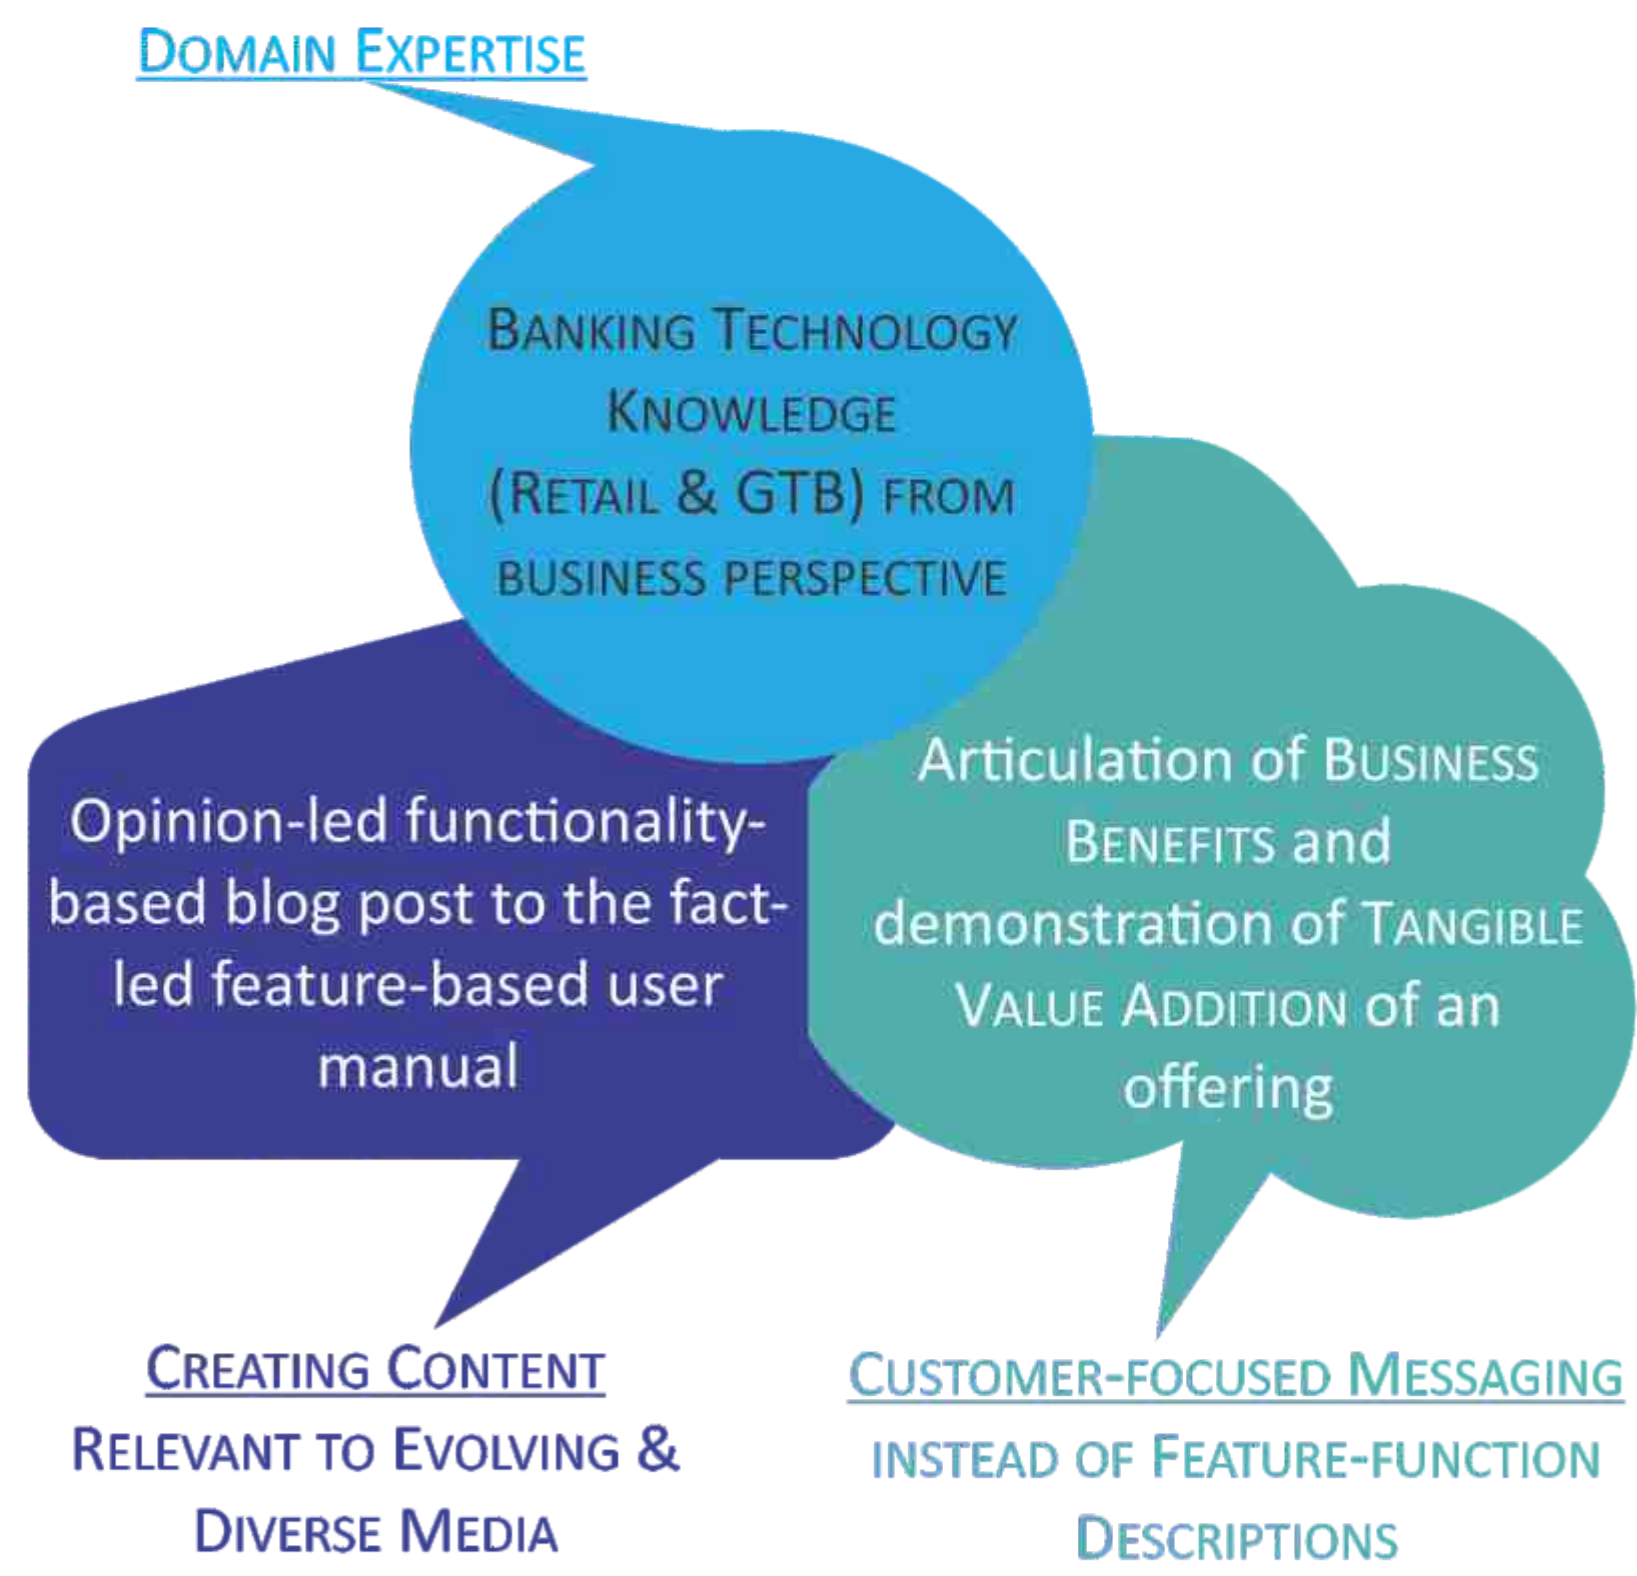 DOMAIN EXPERTISE
BANKING TECHNOLOGY
KNOWLEDGE
(RETAIL & GTB) FROM
BUSINESS PERSPECTIVE
Opinion-led functionality-
based blog post to the fact-
led feature-based user
manual
Articulation of BUSINESS
BENEFITS and
demonstration of TANGIBLE
VALUE ADDITION of an
offering
CREATING CONTENT
RELEVANT TO EVOLVING &
DIVERSE MEDIA
CUSTOMER-FOCUSED MESSAGING
INSTEAD OF FEATURE-FUNCTION
DESCRIPTIONS